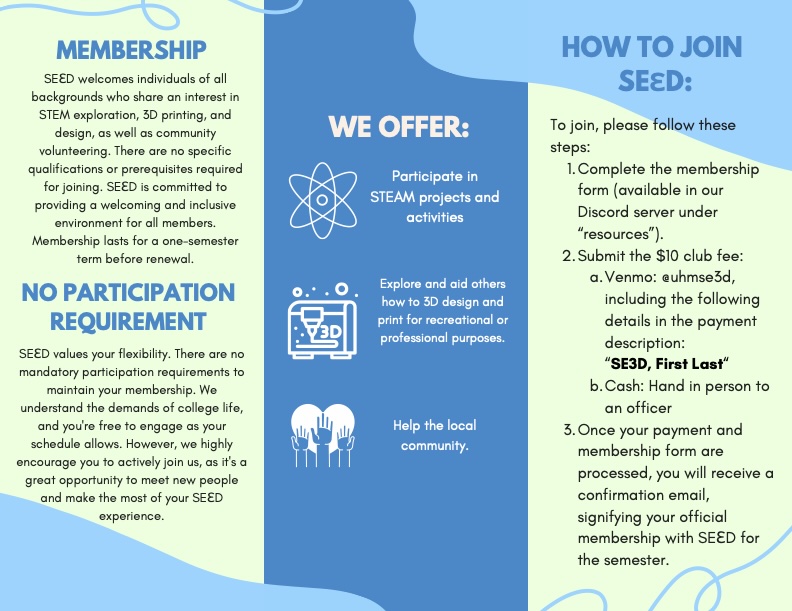 MEMBERSHIP
SEƐD welcomes individuals of all
backgrounds who share an interest in
STEM exploration, 3D printing, and
design, as well as community
volunteering. There are no specific
qualifications or prerequisites required
for joining. SEƐD is committed to
providing a welcoming and inclusive
environment for all members.
Membership lasts for a one-semester
term before renewal.
NO PARTICIPATION
REQUIREMENT
SEƐD values your flexibility. There are no
mandatory participation requirements to
maintain your membership. We
understand the demands of college life,
and you're free to engage as your
schedule allows. However, we highly
encourage you to actively join us, as it's a
great opportunity to meet new people
and make the most of your SEƐD
experience.
WE OFFER:
Participate in
STEAM projects and
activities
3D
Explore and aid others
how to 3D design and
print for recreational or
professional purposes.
Help the local
community.
HOW TO JOIN
SEƐD:
To join, please follow these
steps:
1. Complete the membership
form (available in our
Discord server under
“resources”).
2. Submit the $10 club fee:
a. Venmo: @uhmse3d,
including the following
details in the payment
description:
“SE3D, First Last“
b. Cash: Hand in person to
an officer
3. Once your payment and
membership form are
processed, you will receive a
confirmation email,
signifying your official
membership with SEƐD for
the semester.